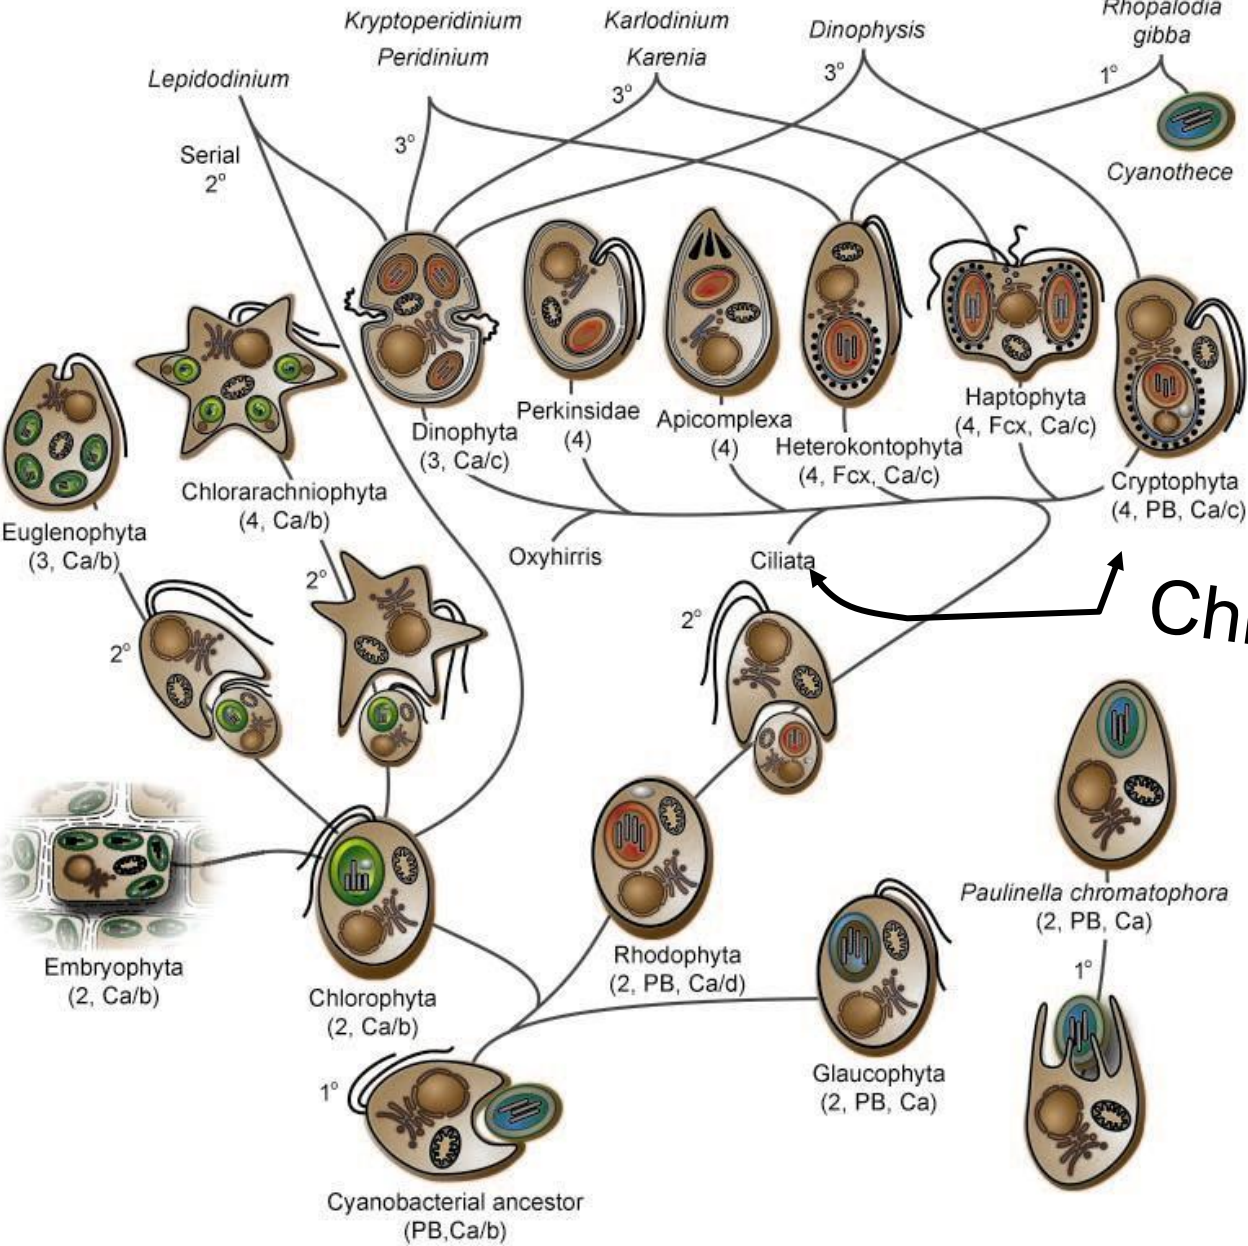 Kryptoperidinium
Peridinium
Karlodinium
Karenia
Dinophysis
Rhopalodia
gibba
Lepidodinium
3°
3°
3°
1°
Serial
2°
Cyanothece
Dinophyta
(3, Ca/c)
Perkinsidae
(4)
Apicomplexa
(4)
Heterokontophyta
(4, Fcx, Ca/c)
Haptophyta
(4, Fcx, Ca/c)
Cryptophyta
(4, PB, Ca/c)
Chlorarachniophyta
(4, Ca/b)
Euglenophyta
(3, Ca/b)
Oxyhirris
Ciliata
2°
2°
2°
Embryophyta
(2, Ca/b)
Chlorophyta
(2, Ca/b)
Rhodophyta
(2, PB, Ca/d)
Paulinella chromatophora
(2, PB, Ca)
1°
Glaucophyta
(2, PB, Ca)
1°
Cyanobacterial ancestor
(PB,Ca/b)